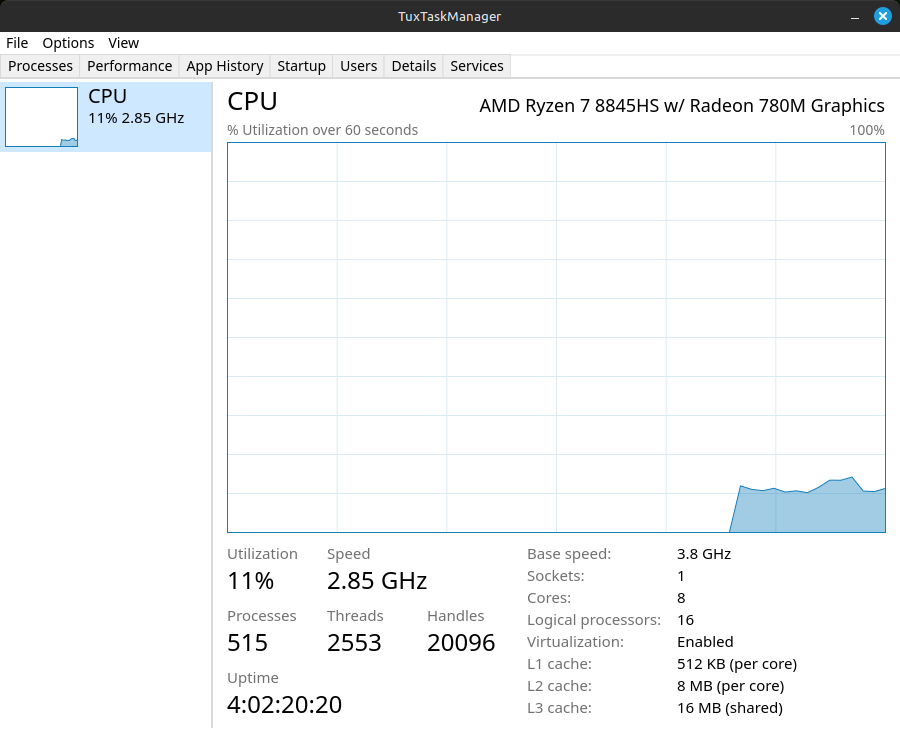 TuxTaskManager
File Options View
Processes Performance App History Startup Users Details Services
CPU
11% 2.85 GHz
CPU
AMD Ryzen 7 8845HS w/ Radeon 780M Graphics
% Utilization over 60 seconds
100%
Utilization Speed
11% 2.85 GHz
Processes Threads Handles
515 2553 20096
Uptime
4:02:20:20
Base speed: 3.8 GHz
Sockets: 1
Cores: 8
Logical processors: 16
Virtualization: Enabled
L1 cache: 512 KB (per core)
L2 cache: 8 MB (per core)
L3 cache: 16 MB (shared)